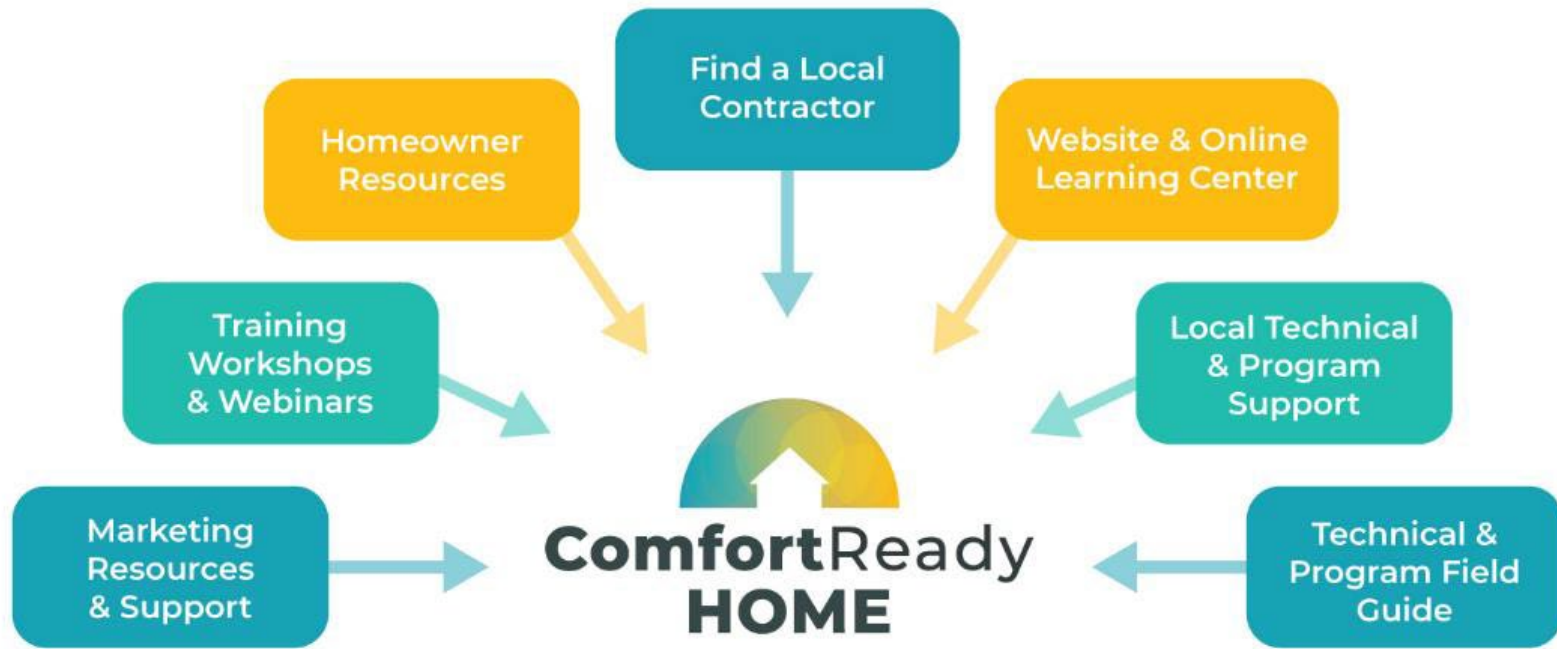 Find a Local
Contractor
Homeowner
Resources
Website & Online
Learning Center
Training
Workshops
& Webinars
Local Technical
& Program
Support
Marketing
Resources
& Support
ComfortReady
HOME
Technical &
Program Field
Guide